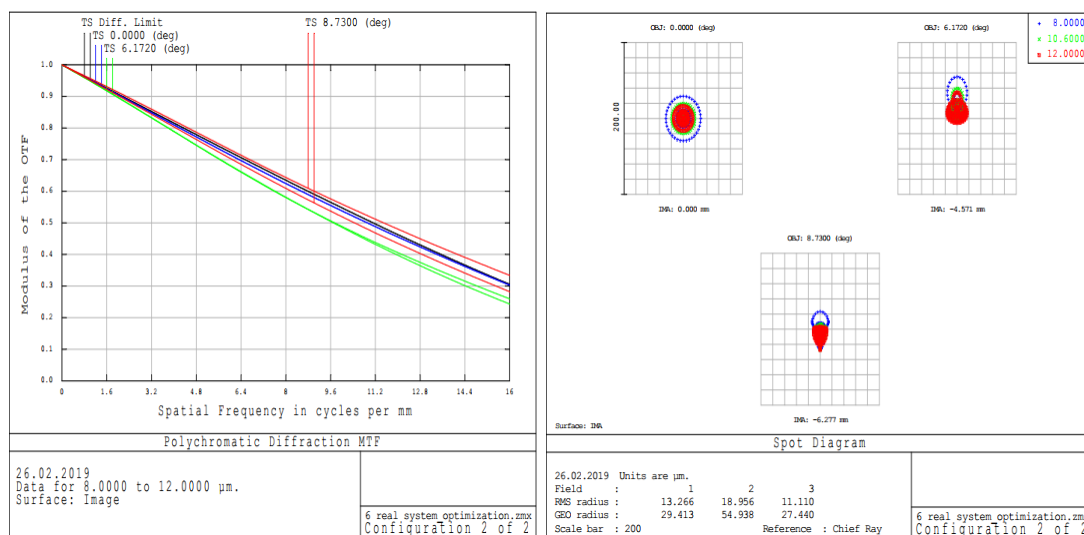 TS Diff. Limit
TS 0.0000 (deg)
TS 6.1720 (deg)
TS 8.7300 (deg)
1.0
0.9
0.8
0.7
0.6
0.5
0.4
0.3
0.2
0.1
0.0
Modulus of the OTF
0 1.6 3.2 4.8 6.4 8 9.6 11.2 12.8 14.4 16
Spatial Frequency in cycles per mm
Polychromatic Diffraction MTF
26.02.2019
Data for 8.0000 to 12.0000 µm.
Surface: Image
6 real system_optimization.zmx
Configuration 2 of 2
8.0000
10.6000
12.0000
OBJ: 0.0000 (deg)
200.00
IMA: 0.000 mm
OBJ: 6.1720 (deg)
IMA: -4.571 mm
OBJ: 8.7300 (deg)
IMA: -6.277 mm
Surface: IMA
Spot Diagram
26.02.2019 Units are µm.
Field : 1 2 3
RMS radius : 13.266 18.956 11.110
GEO radius : 29.413 54.938 27.440
Scale bar : 200 Reference : Chief Ray
6 real system_optimization.zmx
Configuration 2 of 2